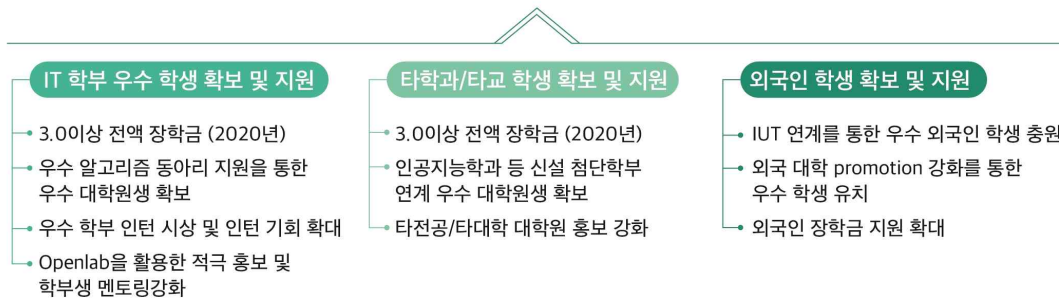 IT 학부 우수 학생 확보 및 지원
3.0이상 전액 장학금 (2020년)
우수 알고리즘 동아리 지원을 통한
우수 대학원생 확보
우수 학부 인턴 시상 및 인턴 기회 확대
Openlab을 활용한 적극 홍보 및
학부생 멘토링강화
타학과/타교 학생 확보 및 지원
3.0이상 전액 장학금 (2020년)
인공지능학과 등 신설 첨단학부
연계 우수 대학원생 확보
타전공/타대학 대학원 홍보 강화
외국인 학생 확보 및 지원
IUT 연계를 통한 우수 외국인 학생 충원
외국 대학 promotion 강화를 통한
우수 학생 유치
외국인 장학금 지원 확대